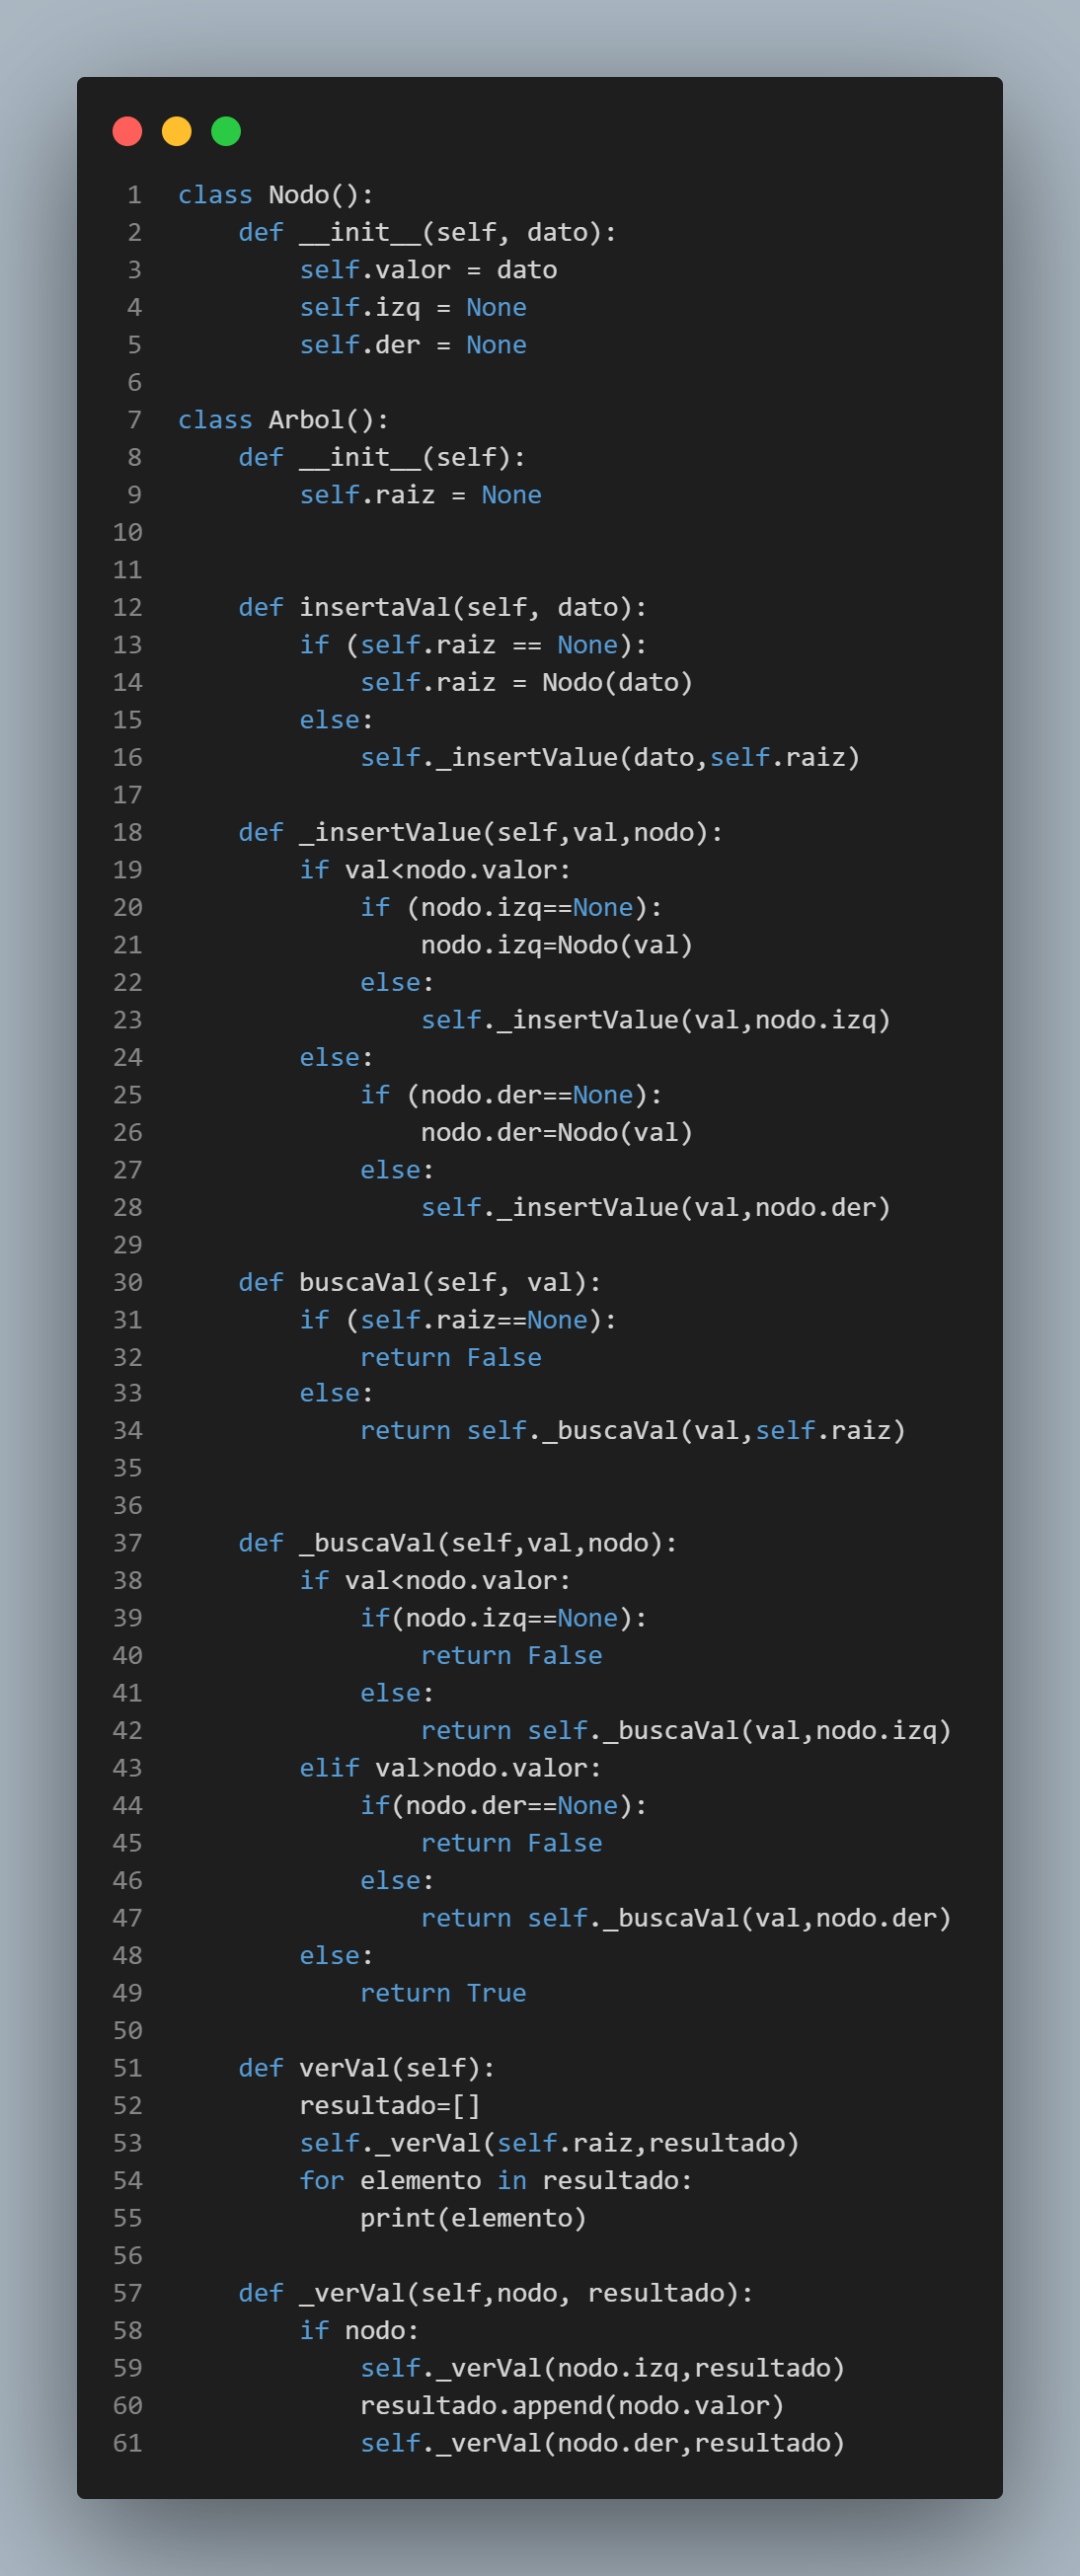 1 class Nodo():
2     def __init__(self, dato):
3         self.valor = dato
4         self.izq = None
5         self.der = None
6
7 class Arbol():
8     def __init__(self):
9         self.raiz = None
10
11
12     def insertaVal(self, dato):
13         if (self.raiz == None):
14             self.raiz = Nodo(dato)
15         else:
16             self._insertValue(dato,self.raiz)
17
18     def _insertValue(self,val,nodo):
19         if val<nodo.valor:
20             if (nodo.izq==None):
21                 nodo.izq=Nodo(val)
22             else:
23                 self._insertValue(val,nodo.izq)
24         else:
25             if (nodo.der==None):
26                 nodo.der=Nodo(val)
27             else:
28                 self._insertValue(val,nodo.der)
29
30     def buscaVal(self, val):
31         if (self.raiz==None):
32             return False
33         else:
34             return self._buscaVal(val,self.raiz)
35
36
37     def _buscaVal(self,val,nodo):
38         if val<nodo.valor:
39             if(nodo.izq==None):
40                 return False
41             else:
42                 return self._buscaVal(val,nodo.izq)
43         elif val>nodo.valor:
44             if(nodo.der==None):
45                 return False
46             else:
47                 return self._buscaVal(val,nodo.der)
48         else:
49             return True
50
51     def verVal(self):
52         resultado=[]
53         self._verVal(self.raiz,resultado)
54         for elemento in resultado:
55             print(elemento)
56
57     def _verVal(self,nodo, resultado):
58         if nodo:
59             self._verVal(nodo.izq,resultado)
60             resultado.append(nodo.valor)
61             self._verVal(nodo.der,resultado)